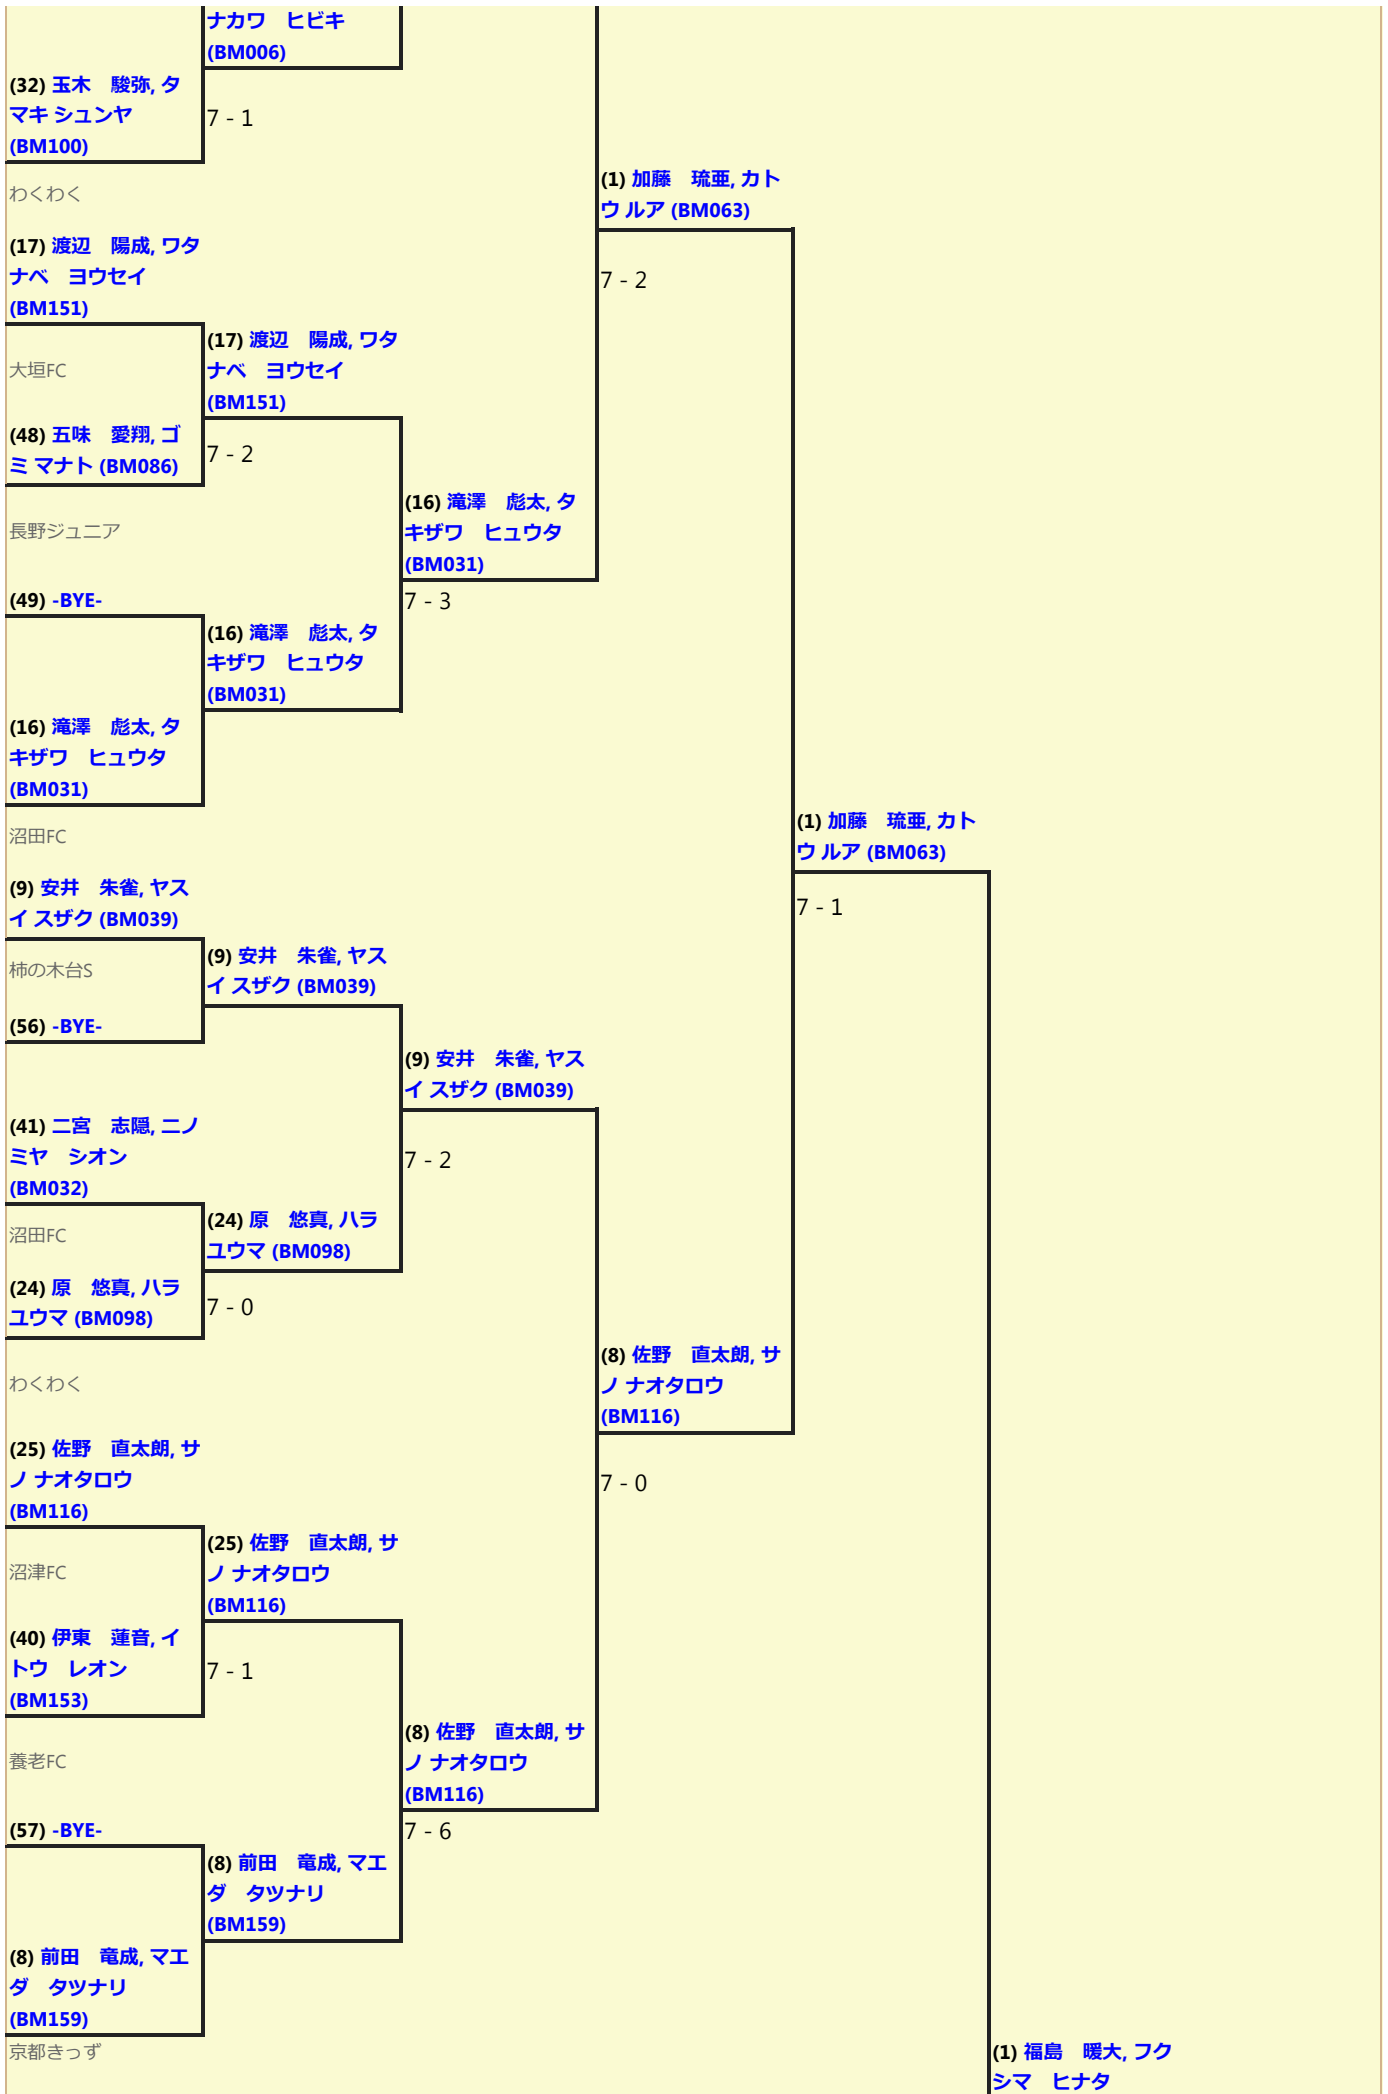 ナカワ　ヒビキ
(BM006)
(32) 玉木　駿弥, タ
マキ シュンヤ
(BM100)
7 - 1
わくわく
(1) 加藤　琉亜, カト
ウ ルア (BM063)
7 - 2
(17) 渡辺　陽成, ワタ
ナベ　ヨウセイ
(BM151)
大垣FC
(17) 渡辺　陽成, ワタ
ナベ　ヨウセイ
(BM151)
(48) 五味　愛翔, ゴ
ミ マナト (BM086)
7 - 2
長野ジュニア
(16) 滝澤　彪太, タ
キザワ　ヒュウタ
(BM031)
7 - 3
(49) -BYE-
(16) 滝澤　彪太, タ
キザワ　ヒュウタ
(BM031)
(16) 滝澤　彪太, タ
キザワ　ヒュウタ
(BM031)
沼田FC
(1) 加藤　琉亜, カト
ウ ルア (BM063)
7 - 1
(9) 安井　朱雀, ヤス
イ スザク (BM039)
柿の木台S
(9) 安井　朱雀, ヤス
イ スザク (BM039)
(56) -BYE-
(9) 安井　朱雀, ヤス
イ スザク (BM039)
7 - 2
(41) 二宮　志隠, ニノ
ミヤ　シオン
(BM032)
沼田FC
(24) 原　悠真, ハラ
ユウマ (BM098)
(24) 原　悠真, ハラ
ユウマ (BM098)
7 - 0
わくわく
(8) 佐野　直太朗, サ
ノ ナオタロウ
(BM116)
7 - 0
(25) 佐野　直太朗, サ
ノ ナオタロウ
(BM116)
沼津FC
(25) 佐野　直太朗, サ
ノ ナオタロウ
(BM116)
(40) 伊東　蓮音, イ
トウ　レオン
(BM153)
7 - 1
養老FC
(8) 佐野　直太朗, サ
ノ ナオタロウ
(BM116)
7 - 6
(57) -BYE-
(8) 前田　竜成, マエ
ダ　タツナリ
(BM159)
(8) 前田　竜成, マエ
ダ　タツナリ
(BM159)
京都きっず
(1) 福島　暖大, フク
シマ　ヒナタ